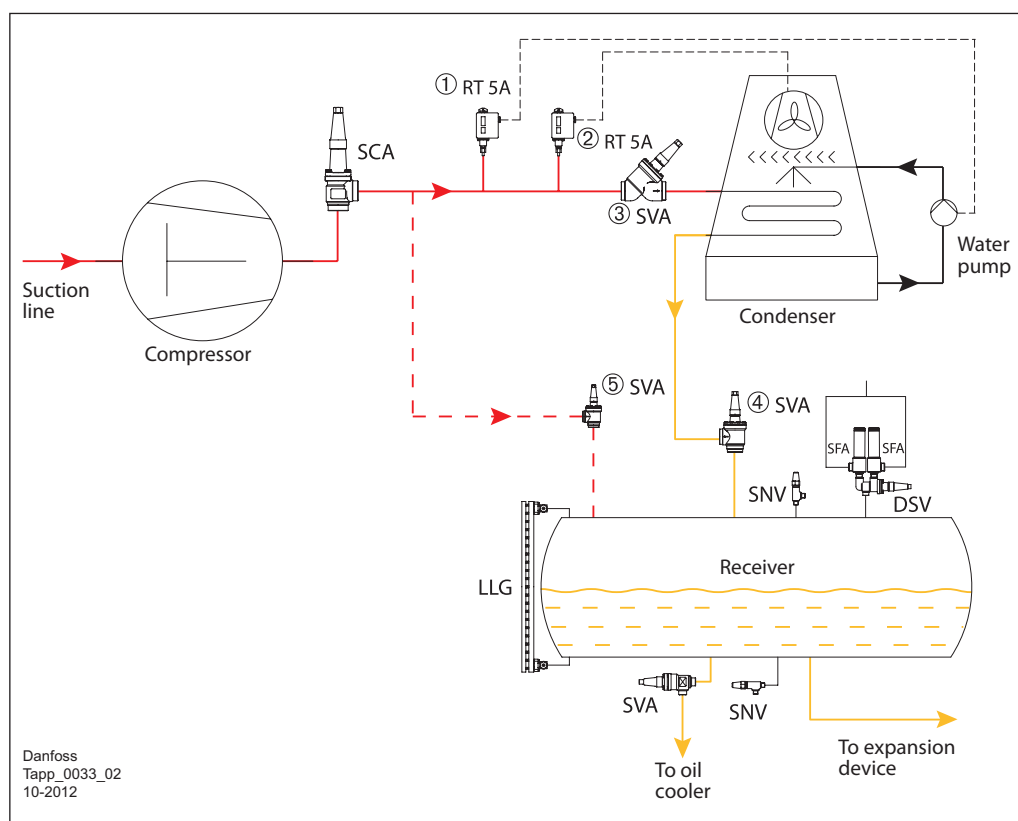 ① RT 5A
② RT 5A
SCA
③ SVA
Water
pump
Suction
line
Compressor
Condenser
⑤ SVA
④ SVA
SFA
SFA
SNV
DSV
LLG
Receiver
SVA
SNV
To oil
cooler
To expansion
device
Danfoss
Tapp_0033_02
10-2012